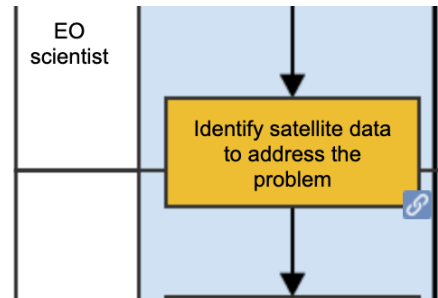 EO
scientist
Identify satellite data
to address the
problem